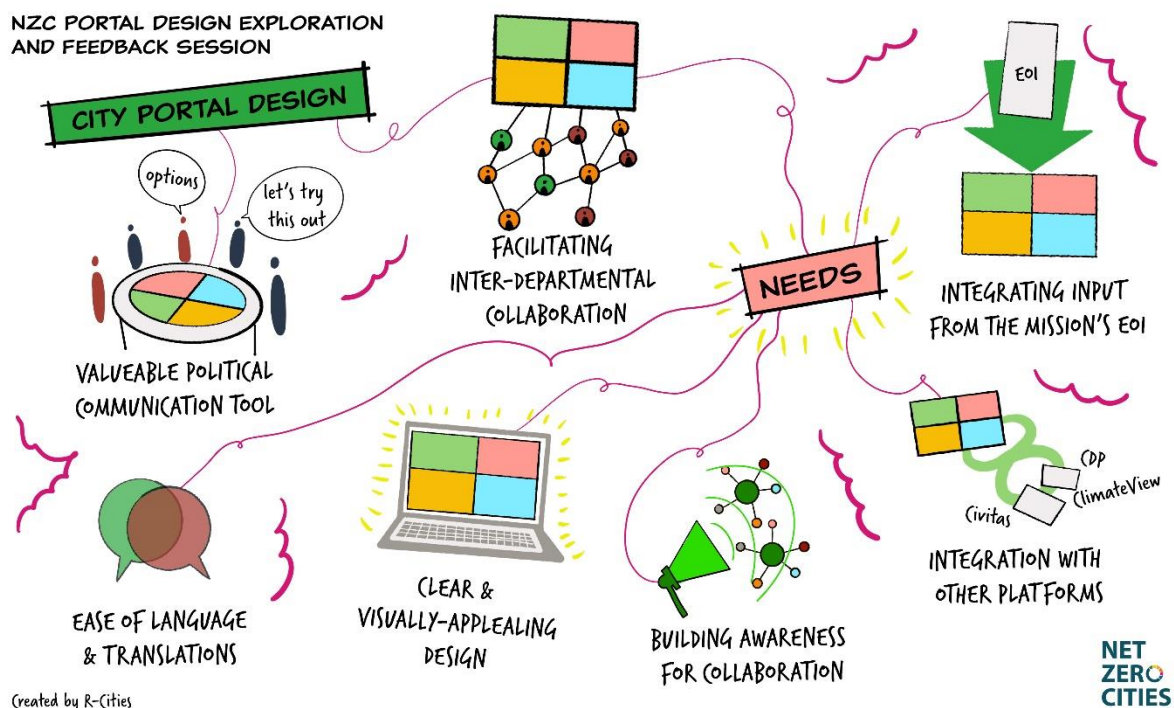 NZC PORTAL DESIGN EXPLORATION
AND FEEDBACK SESSION
CITY PORTAL DESIGN
options
let's try
this out
VALUEABLE POLITICAL
COMMUNICATION TOOL
FACILITATING
INTER-DEPARTMENTAL
COLLABORATION
NEEDS
EOI
INTEGRATING INPUT
FROM THE MISSION'S EOI
CDP
ClimateView
Civitas
INTEGRATION WITH
OTHER PLATFORMS
EASE OF LANGUAGE
& TRANSLATIONS
CLEAR &
VISUALLY-APPLEALING
DESIGN
BUILDING AWARENESS
FOR COLLABORATION
Created by R-Cities
NET
ZERO
CITIES